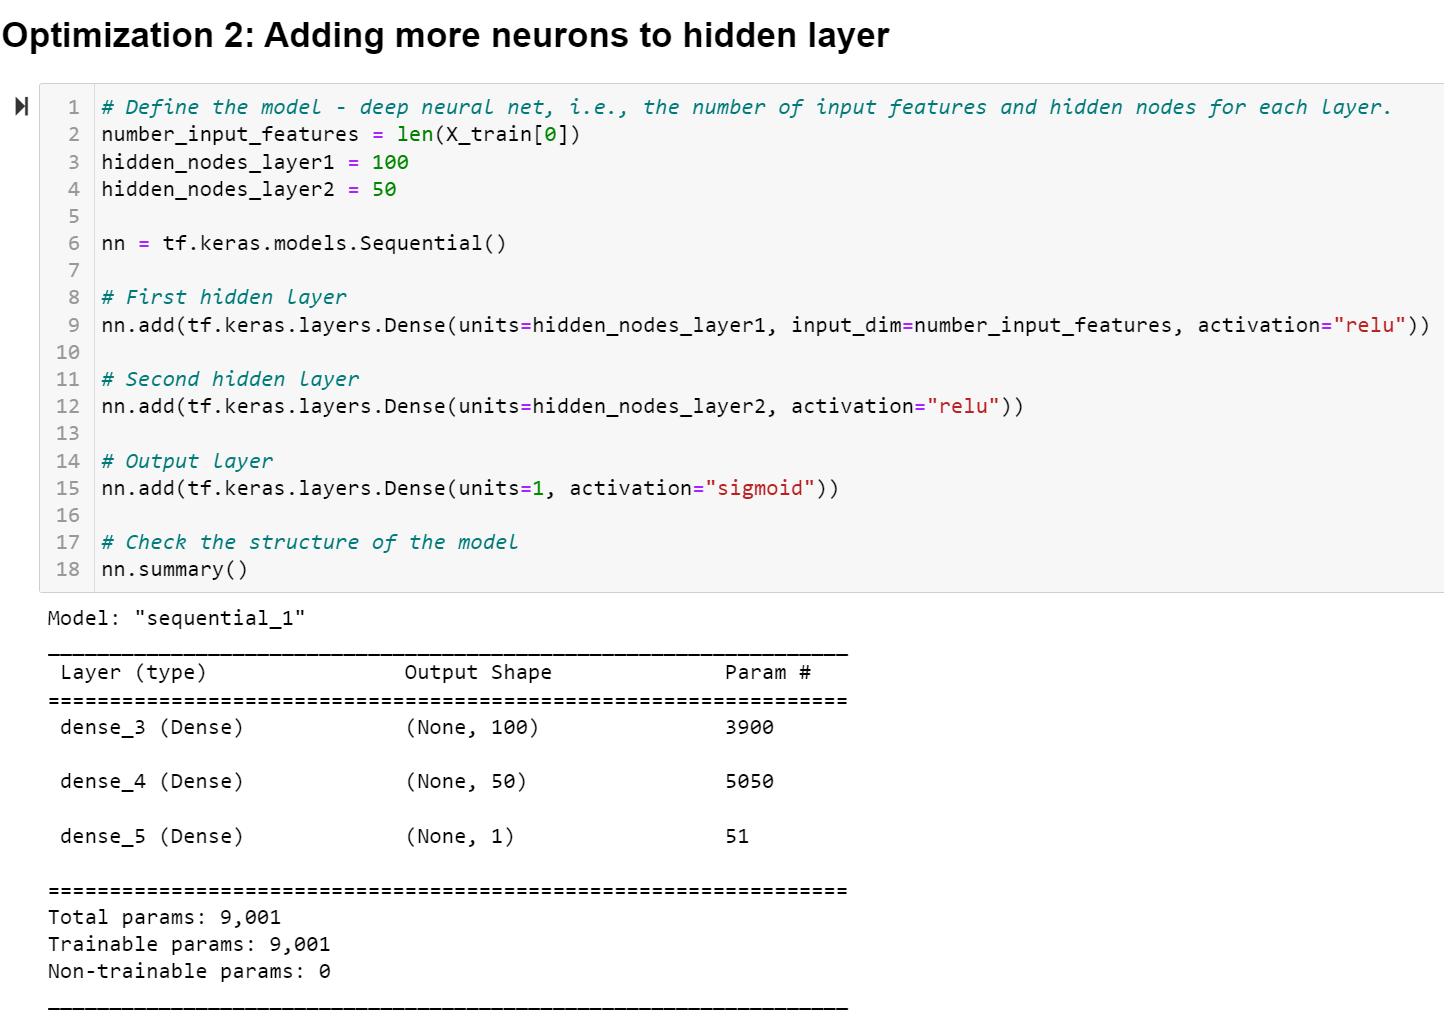 Optimization 2: Adding more neurons to hidden layer
1 # Define the model - deep neural net, i.e., the number of input features and hidden nodes for each layer.
2 number_input_features = len(X_train[0])
3 hidden_nodes_layer1 = 100
4 hidden_nodes_layer2 = 50
5
6 nn = tf.keras.models.Sequential()
7
8 # First hidden layer
9 nn.add(tf.keras.layers.Dense(units=hidden_nodes_layer1, input_dim=number_input_features, activation="relu"))
10
11 # Second hidden layer
12 nn.add(tf.keras.layers.Dense(units=hidden_nodes_layer2, activation="relu"))
13
14 # Output layer
15 nn.add(tf.keras.layers.Dense(units=1, activation="sigmoid"))
16
17 # Check the structure of the model
18 nn.summary()
Model: "sequential_1"
_________________________________________________________________
Layer (type) Output Shape Param #
=================================================================
dense_3 (Dense) (None, 100) 3900
dense_4 (Dense) (None, 50) 5050
dense_5 (Dense) (None, 1) 51
=================================================================
Total params: 9,001
Trainable params: 9,001
Non-trainable params: 0
_________________________________________________________________